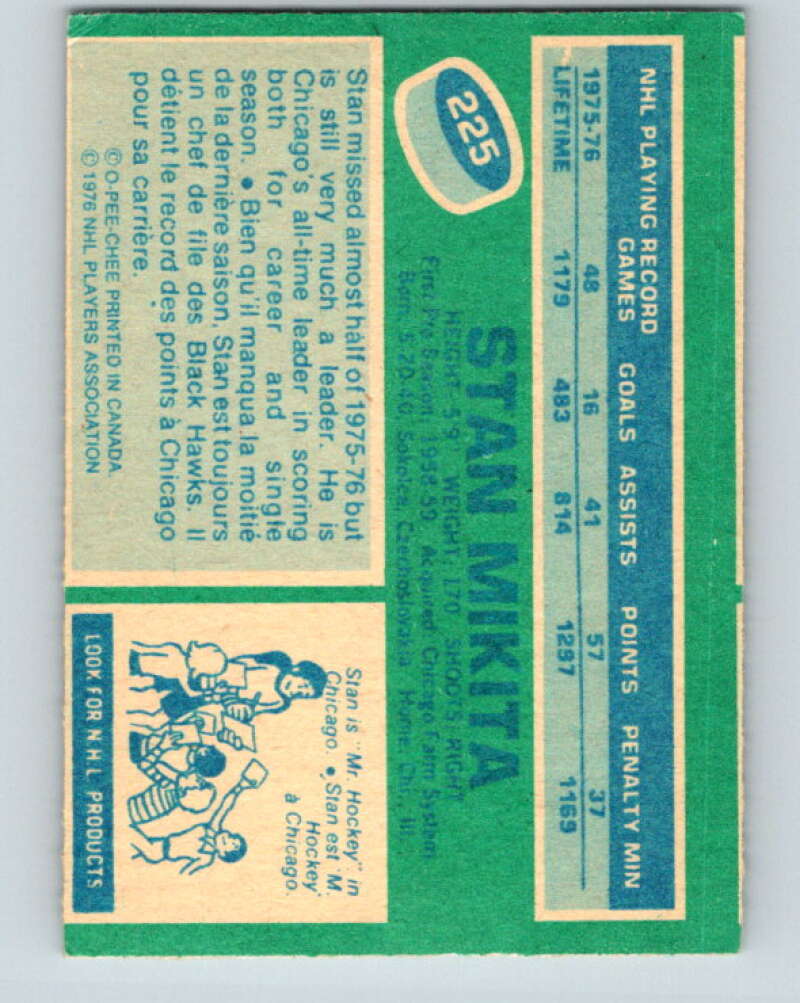 NHL PLAYING RECORD
GAMES GOALS ASSISTS POINTS PENALTY MIN
1975-76 48 16 41 57 37
LIFETIME 1179 483 814 1297 1169
225
STAN MIKITA
HEIGHT: 5'9" WEIGHT: 170 SHOOTS: RIGHT
First Pro Season: 1958-59 Acquired: Chicago Farm System
Born: 5-20-40 Sokolce, Czechoslovakia Home: Chi., Ill.
Stan missed almost half of 1975-76 but
is still very much a leader. He is
Chicago's all-time leader in scoring
both for career and single
season. • Bien qu'il manqua la moitié
de la dernière saison, Stan est toujours
un chef de file des Black Hawks. Il
détient le record des points à Chicago
pour sa carrière.
© O-PEE-CHEE PRINTED IN CANADA.
© 1976 NHL PLAYERS ASSOCIATION
Stan is "Mr. Hockey" in
Chicago. • Stan est 'M.
Hockey'
à Chicago.
LOOK FOR N.H.L PRODUCTS